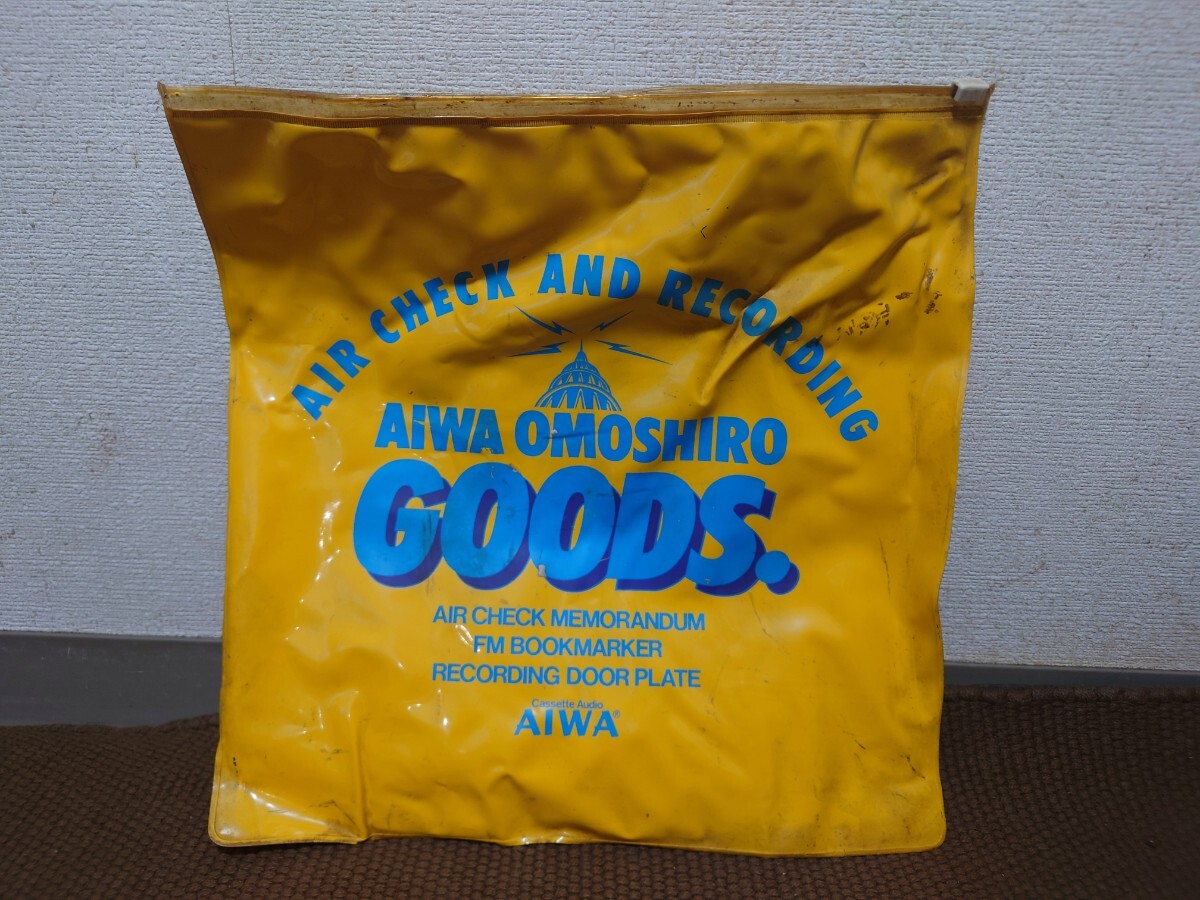 AIR CHECK AND RECORDING
AIWA OMOSHIRO
GOODS.
AIR CHECK MEMORANDUM
FM BOOKMARKER
RECORDING DOOR PLATE
Cassette Audio
AIWA®